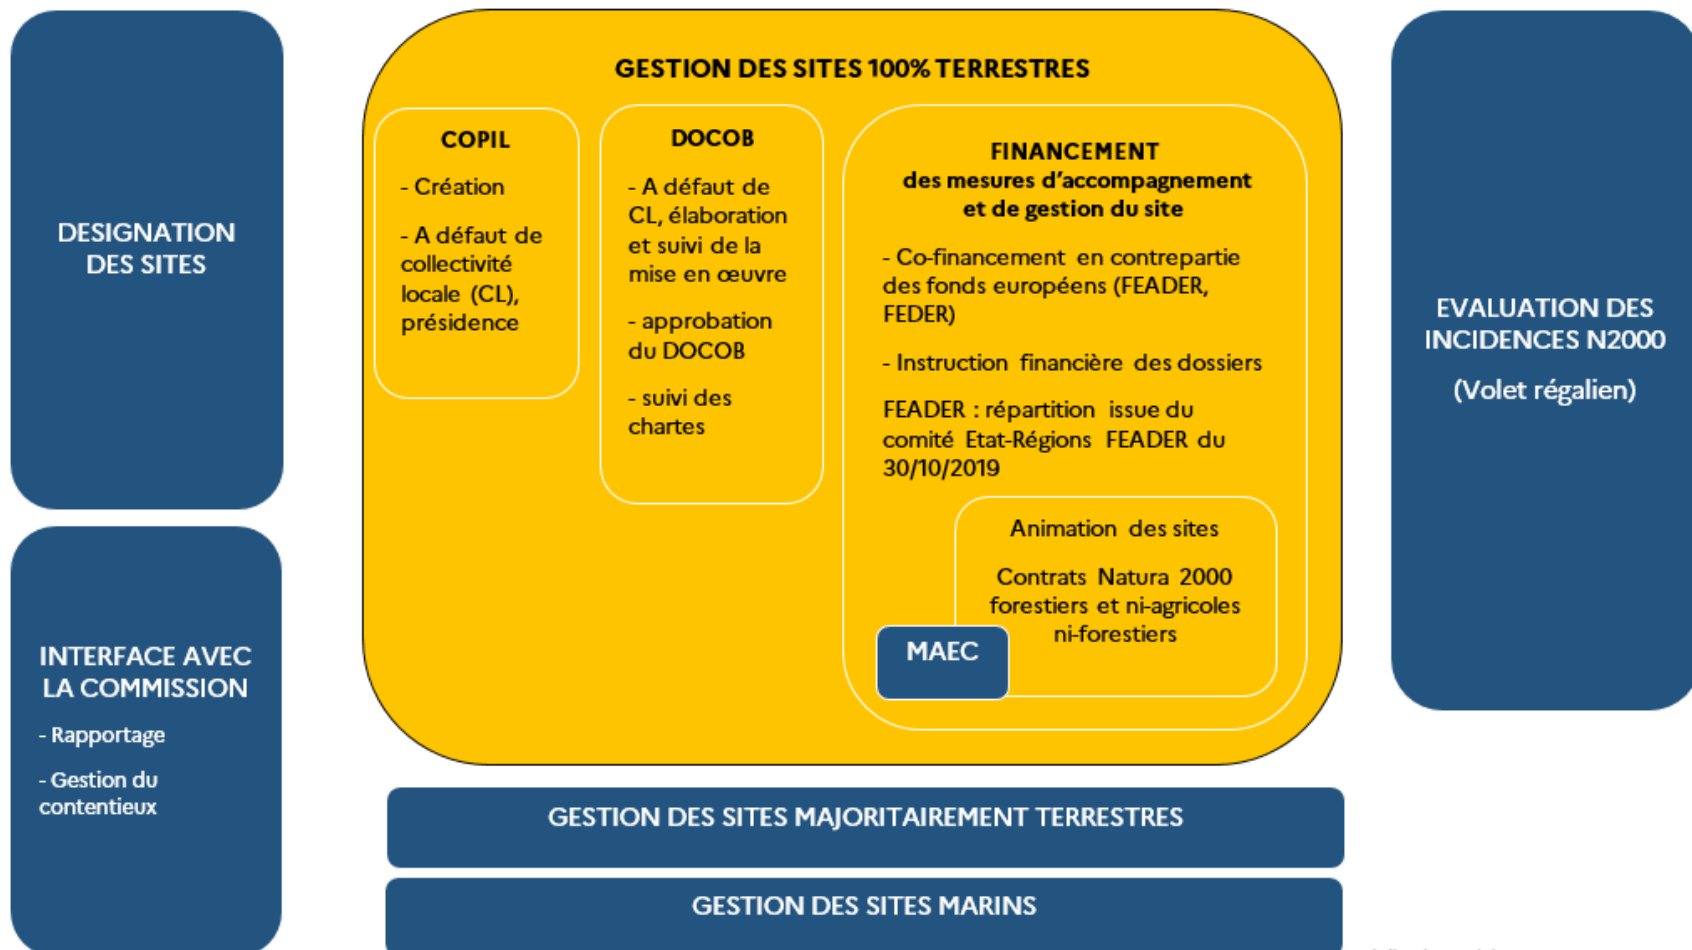 DESIGNATION
DES SITES
INTERFACE AVEC
LA COMMISSION
- Rapportage
- Gestion du
contentieux
GESTION DES SITES 100% TERRESTRES
COPIL
- Création
- A défaut de
collectivité
locale (CL),
présidence
DOCOB
- A défaut de
CL, élaboration
et suivi de la
mise en œuvre
- approbation
du DOCOB
- suivi des
chartes
FINANCEMENT
des mesures d'accompagnement
et de gestion du site
- Co-financement en contrepartie
des fonds européens (FEADER,
FEDER)
- Instruction financière des dossiers
FEADER : répartition issue du
comité Etat-Régions FEADER du
30/10/2019
Animation des sites
Contrats Natura 2000
forestiers et ni-agricoles
ni-forestiers
MAEC
GESTION DES SITES MAJORITAIREMENT TERRESTRES
GESTION DES SITES MARINS
EVALUATION DES
INCIDENCES N2000
(Volet régalien)